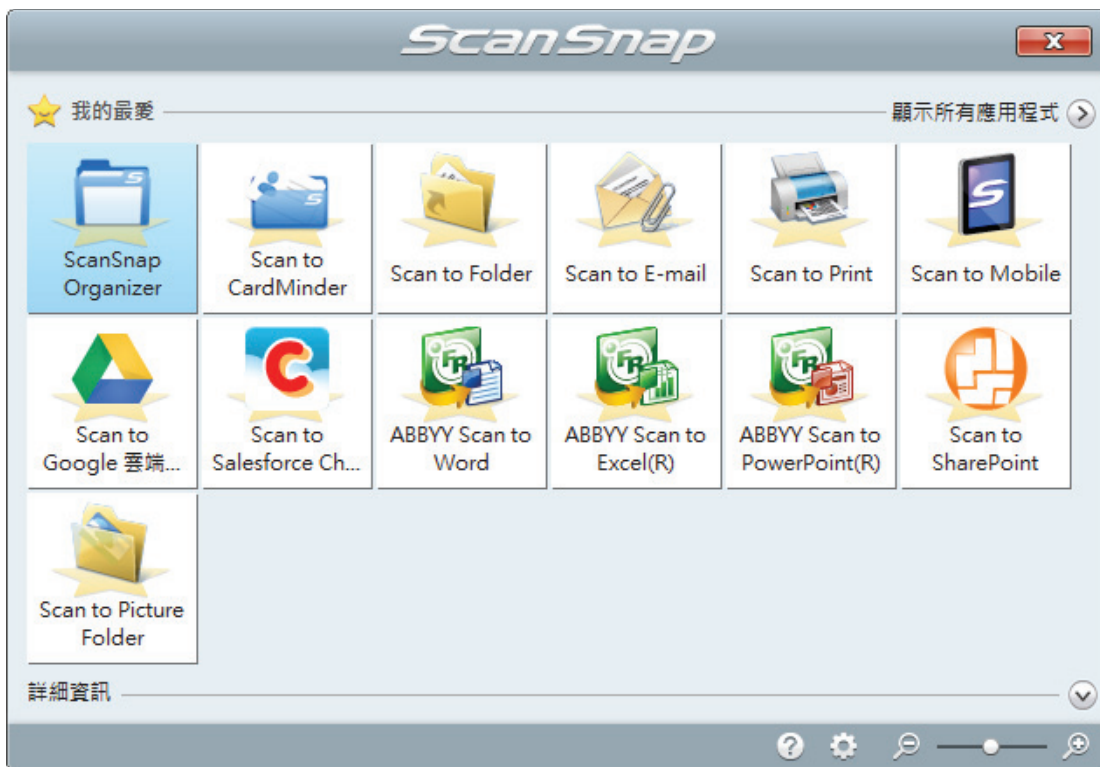 ScanSnap
X
我的最愛
顯示所有應用程式
ScanSnap
Organizer
Scan to
CardMinder
Scan to Folder
Scan to E-mail
Scan to Print
Scan to Mobile
Scan to
Google 雲端...
Scan to
Salesforce Ch...
ABBYY Scan to
Word
ABBYY Scan to
Excel(R)
ABBYY Scan to
PowerPoint(R)
Scan to
SharePoint
Scan to Picture
Folder
詳細資訊